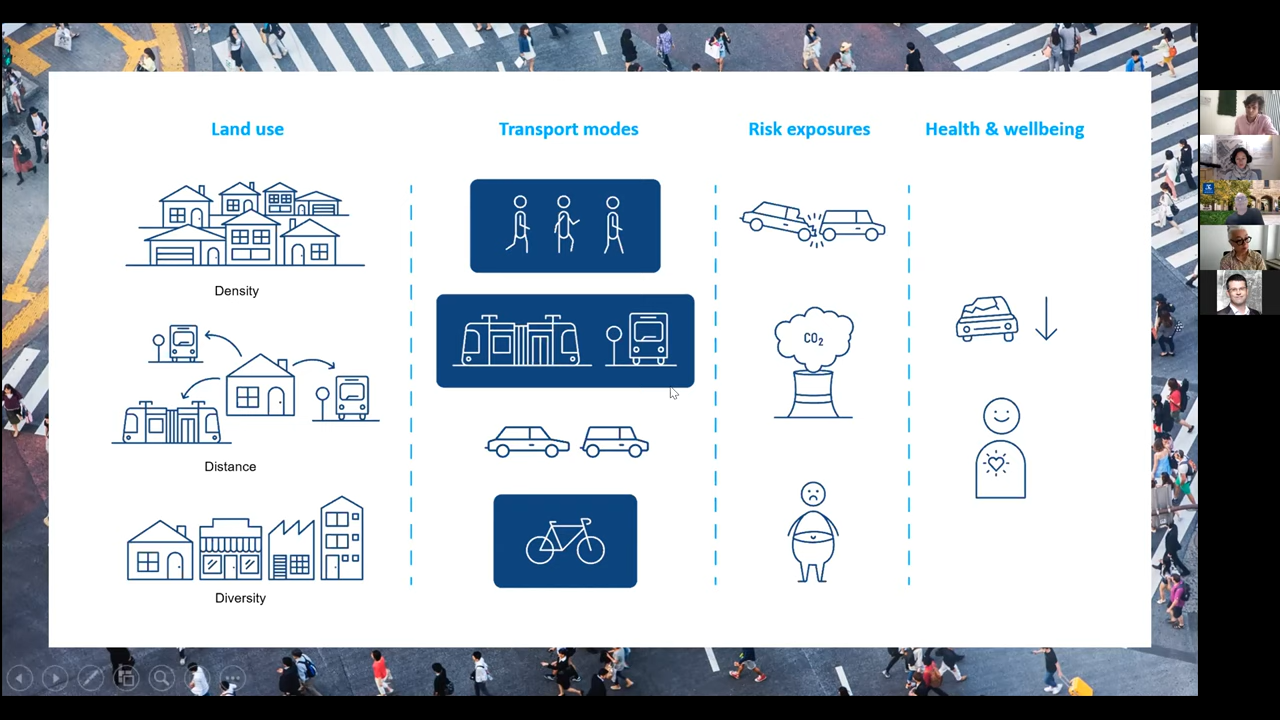 Land use
Transport modes
Risk exposures
Health & wellbeing
Density
CO2
Distance
Diversity